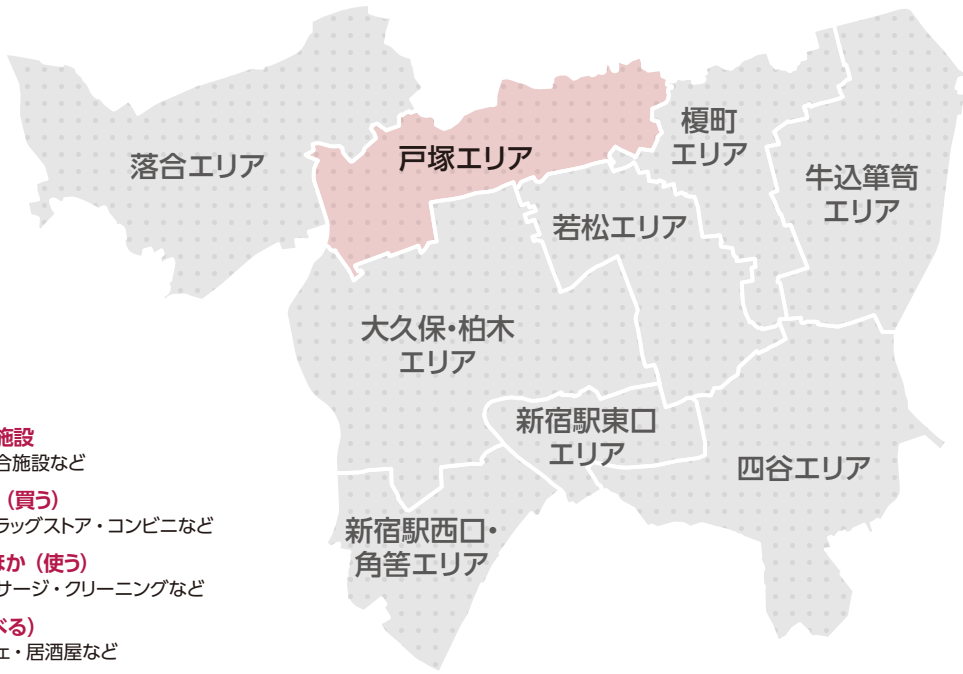 落合エリア
戸塚エリア
榎町
エリア
牛込箪笥
エリア
若松エリア
大久保・柏木
エリア
新宿駅東口
エリア
四谷エリア
新宿駅西口・
角筈エリア
施設
合施設など
（買う）
ラッグストア・コンビニなど
ほか（使う）
サージ・クリーニングなど
べる）
ェ・居酒屋など